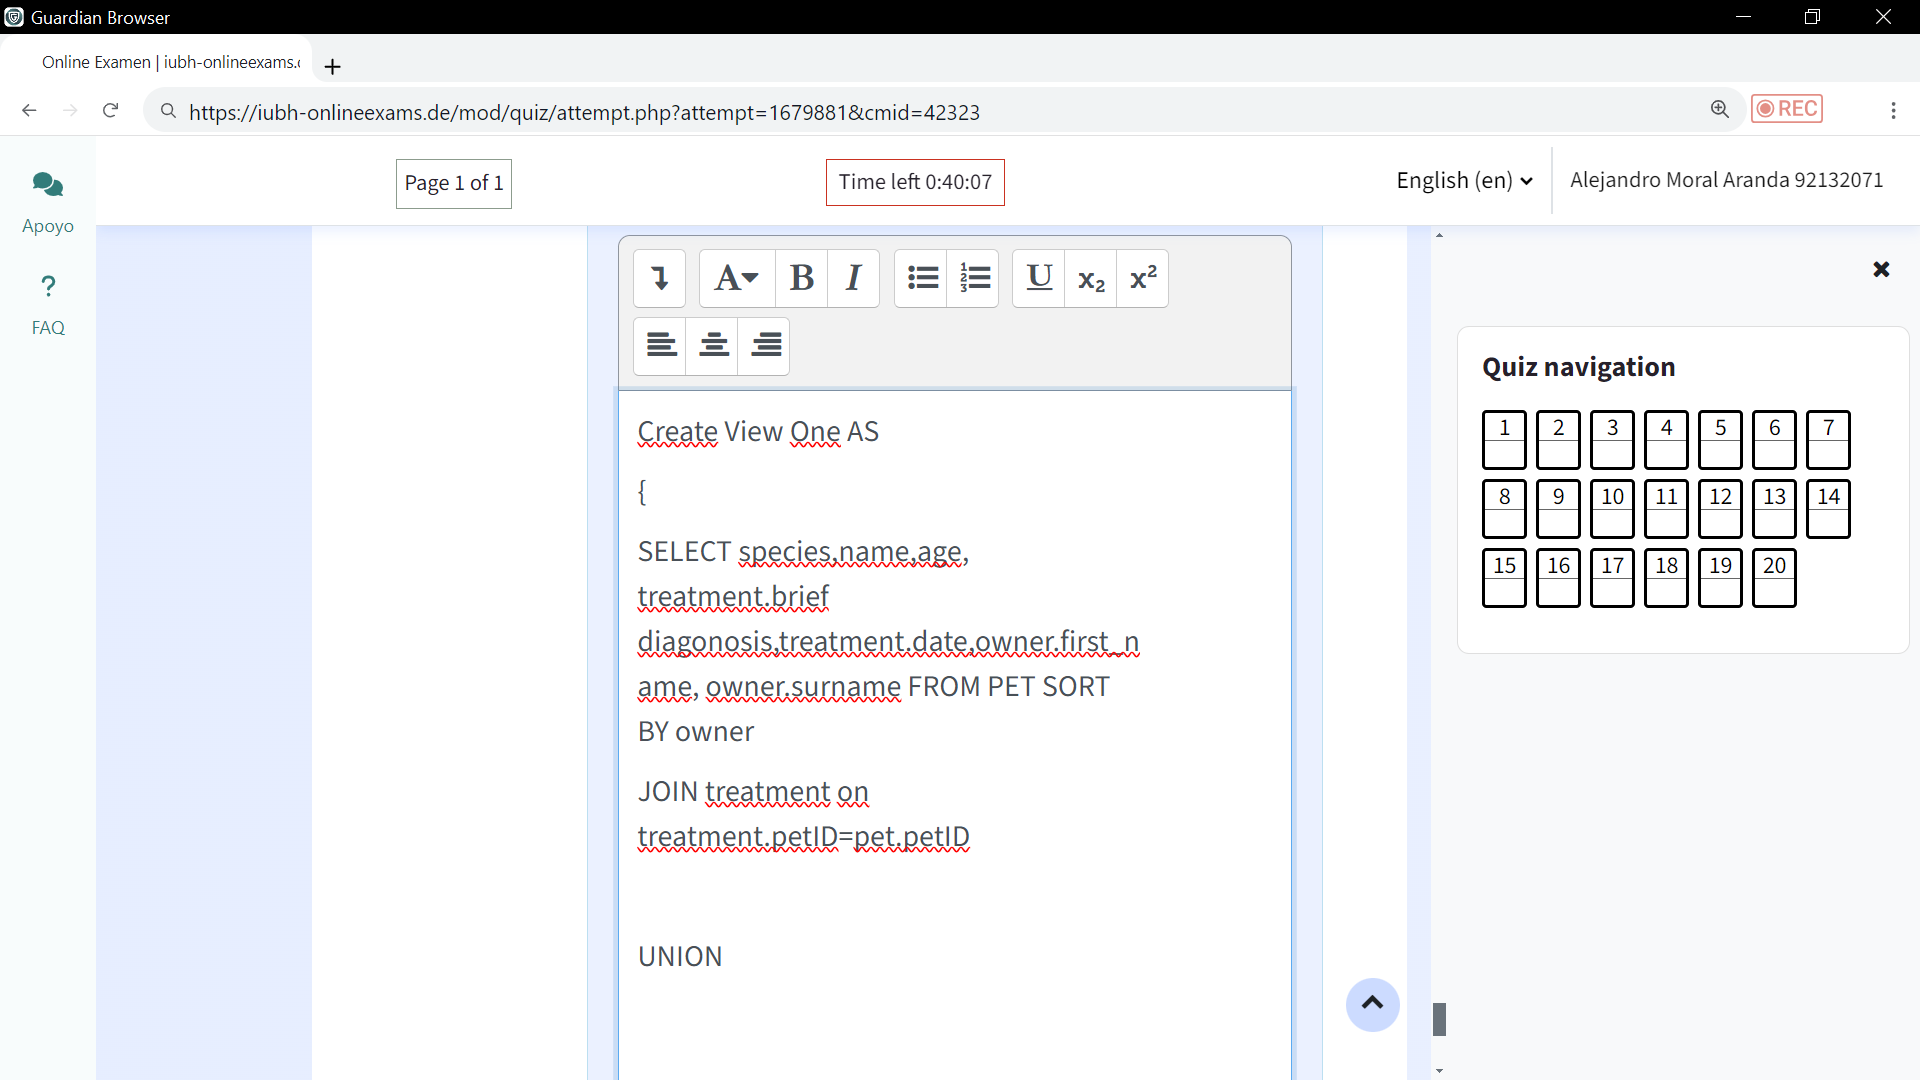 Guardian Browser
Online Examen | iubh-onlineexams.
https://iubh-onlineexams.de/mod/quiz/attempt.php?attempt=1679881&cmid=42323
REC
Page 1 of 1
Time left 0:40:07
English (en)
Alejandro Moral Aranda 92132071
Apoyo
?
FAQ
A B I
U x₂ x²
Create View One AS
{
SELECT species,name,age,
treatment.brief
diagonosis,treatment.date,owner.first_n
ame, owner.surname FROM PET SORT
BY owner
JOIN treatment on
treatment.petID=pet.petID
UNION
Quiz navigation
1 2 3 4 5 6 7
8 9 10 11 12 13 14
15 16 17 18 19 20